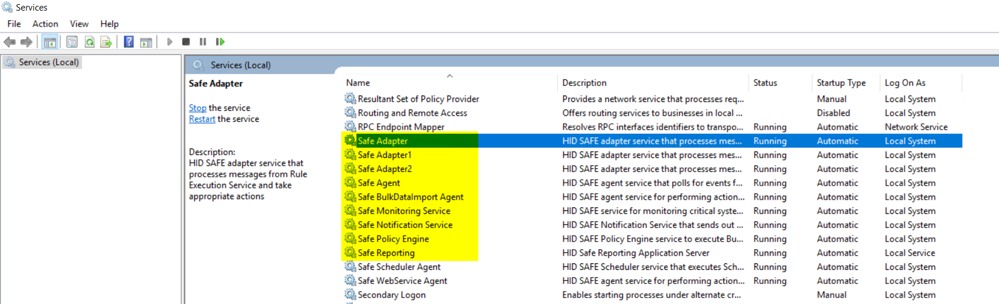 Services
File Action View Help
Services (Local)
Services (Local)
Safe Adapter
Stop the service
Restart the service
Description:
HID SAFE adapter service that
processes messages from Rule
Execution Service and take
appropriate actions
Name Description Status Startup Type Log On As
Resultant Set of Policy Provider Provides a network service that processes req... Manual Local System
Routing and Remote Access Offers routing services to businesses in local ... Disabled Local System
RPC Endpoint Mapper Resolves RPC interfaces identifiers to transpo... Running Automatic Network Service
Safe Adapter HID SAFE adapter service that processes mes... Running Automatic Local System
Safe Adapter1 HID SAFE adapter service that processes mes... Running Automatic Local System
Safe Adapter2 HID SAFE adapter service that processes mes... Running Automatic Local System
Safe Agent HID SAFE agent service that polls for events f... Running Automatic Local System
Safe BulkDataImport Agent HID SAFE agent service for performing action... Running Automatic Local System
Safe Monitoring Service HID SAFE service for monitoring critical syste... Running Automatic Local System
Safe Notification Service HID SAFE Notification Service that sends out ... Running Automatic Local System
Safe Policy Engine HID SAFE Policy Engine service to execute Bu... Running Automatic Local System
Safe Reporting HID Safe Reporting Application Server Running Automatic Local Service
Safe Scheduler Agent HID SAFE Scheduler service that executes Sch... Running Automatic Local System
Safe WebService Agent HID SAFE agent service for performing action... Running Automatic Local System
Secondary Logon Enables starting processes under alternate cr... Manual Local System